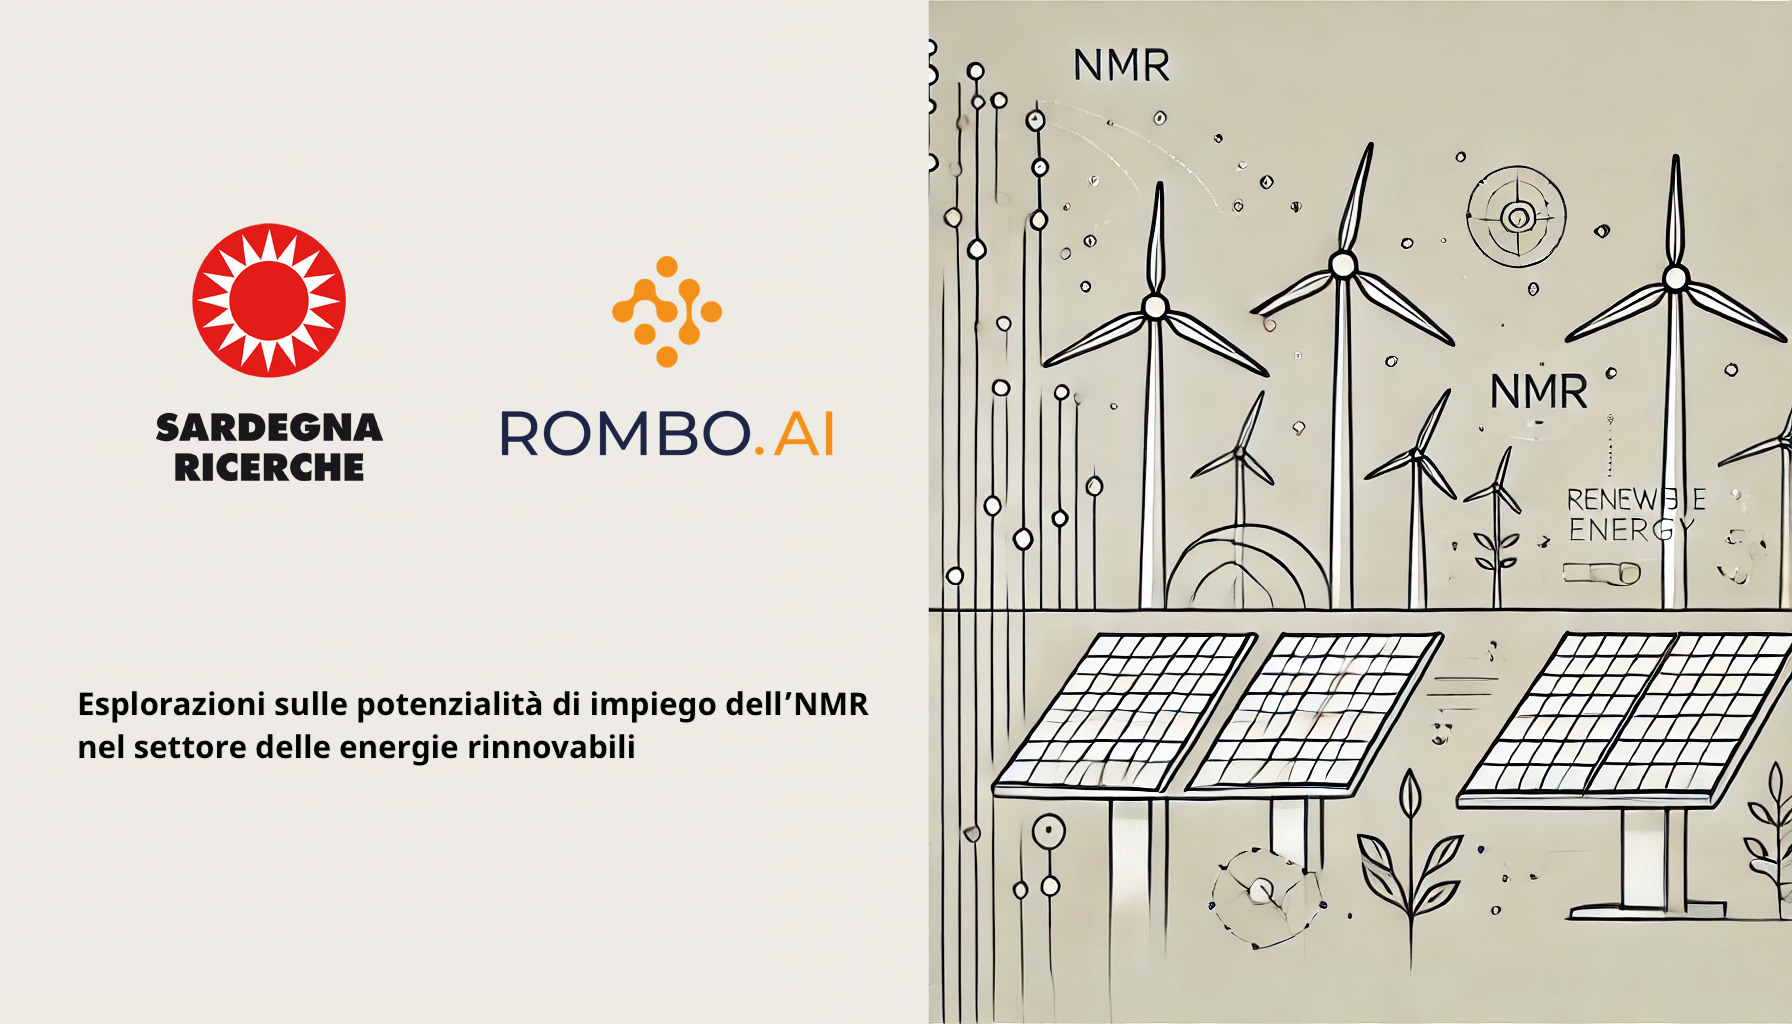 SARDEGNA
RICERCHE
ROMBO.AI
Esplorazioni sulle potenzialità di impiego dell’NMR
nel settore delle energie rinnovabili
NMR
NMR
ENERGY